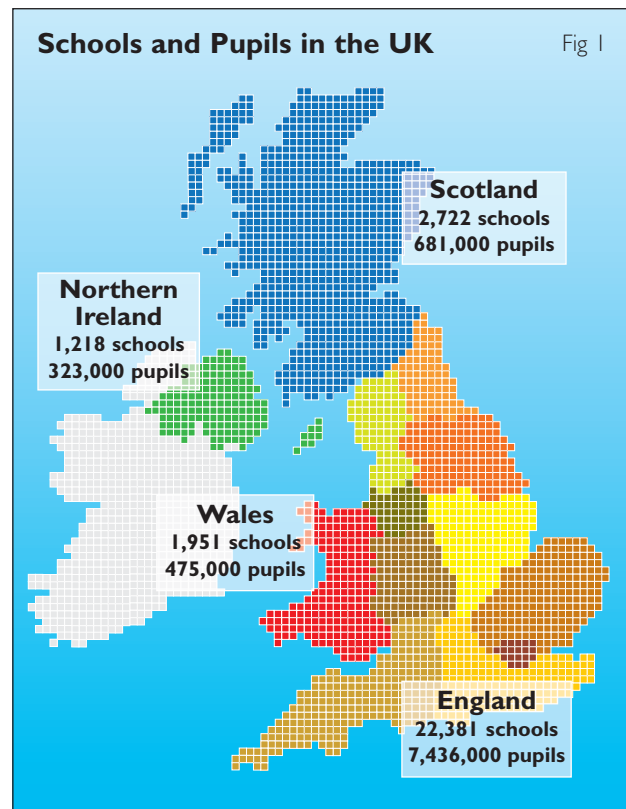 Schools and Pupils in the UK
Fig 1
Scotland
2,722 schools
681,000 pupils
Northern
Ireland
1,218 schools
323,000 pupils
Wales
1,951 schools
475,000 pupils
England
22,381 schools
7,436,000 pupils